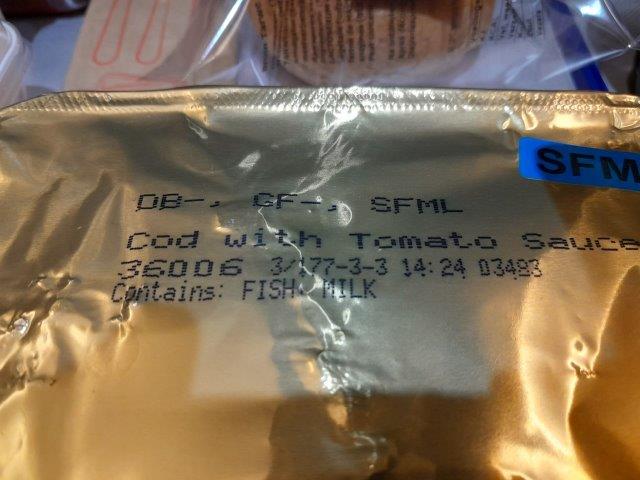 SFM
DB-, GF-, SFML
Cod with Tomato Sauce
36006 3/177-3-3 14:24 03483
Contains: FISH, MILK